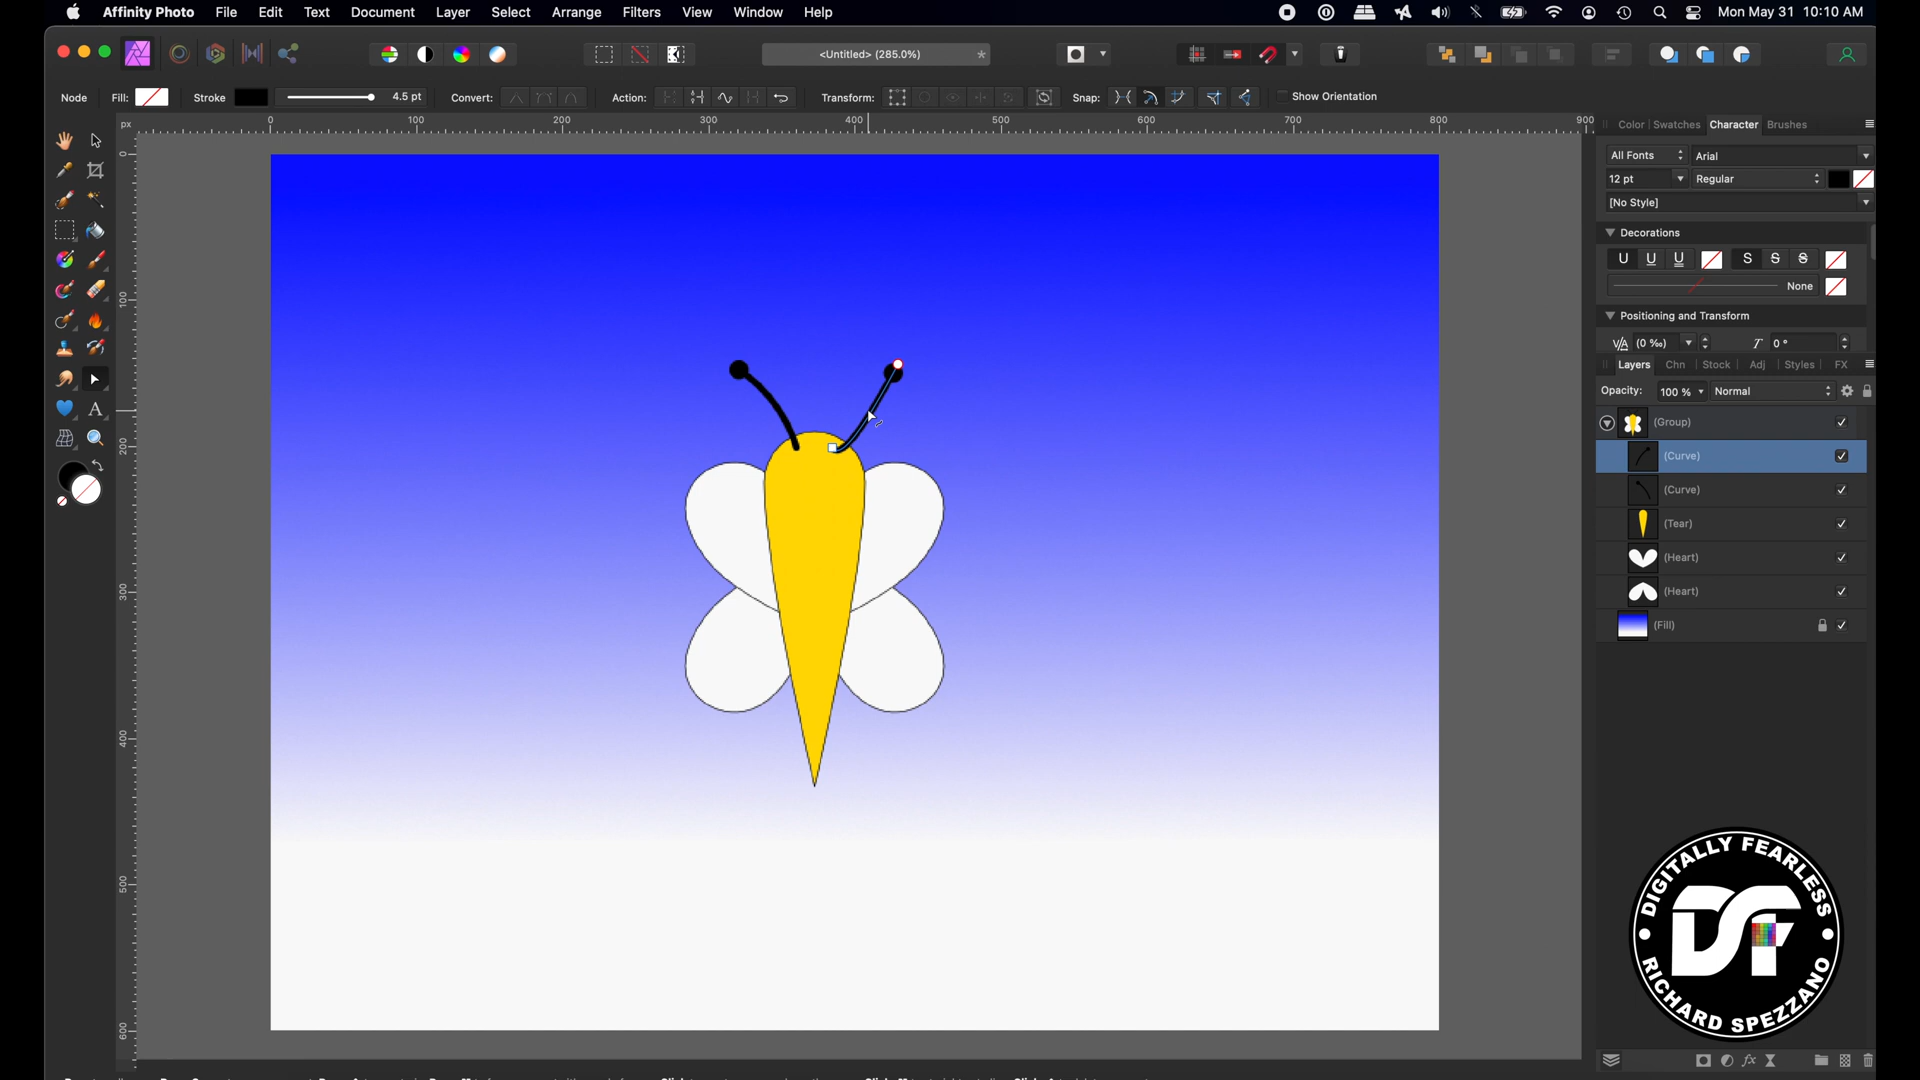 Affinity Photo File Edit Text Document Layer Select Arrange Filters View Window Help Mon May 31 10:10 AM
<Untitled> (285.0%) *
Node Fill: Stroke 4.5 pt Convert: Action: Transform: Snap: Show Orientation
px 0 100 200 300 400 500 600 700 800 900
0
100
200
300
400
500
600
Color Swatches Character Brushes
All Fonts Arial
12 pt Regular
[No Style]
Decorations
U U U S S S
None
Positioning and Transform
V/A (0 ‰) T 0 °
Layers Chn Stock Adj Styles FX
Opacity: 100 % Normal
(Group)
(Curve)
(Curve)
(Tear)
(Heart)
(Heart)
(Fill)
DIGITALLY FEARLESS
DF
RICHARD SPEZZANO